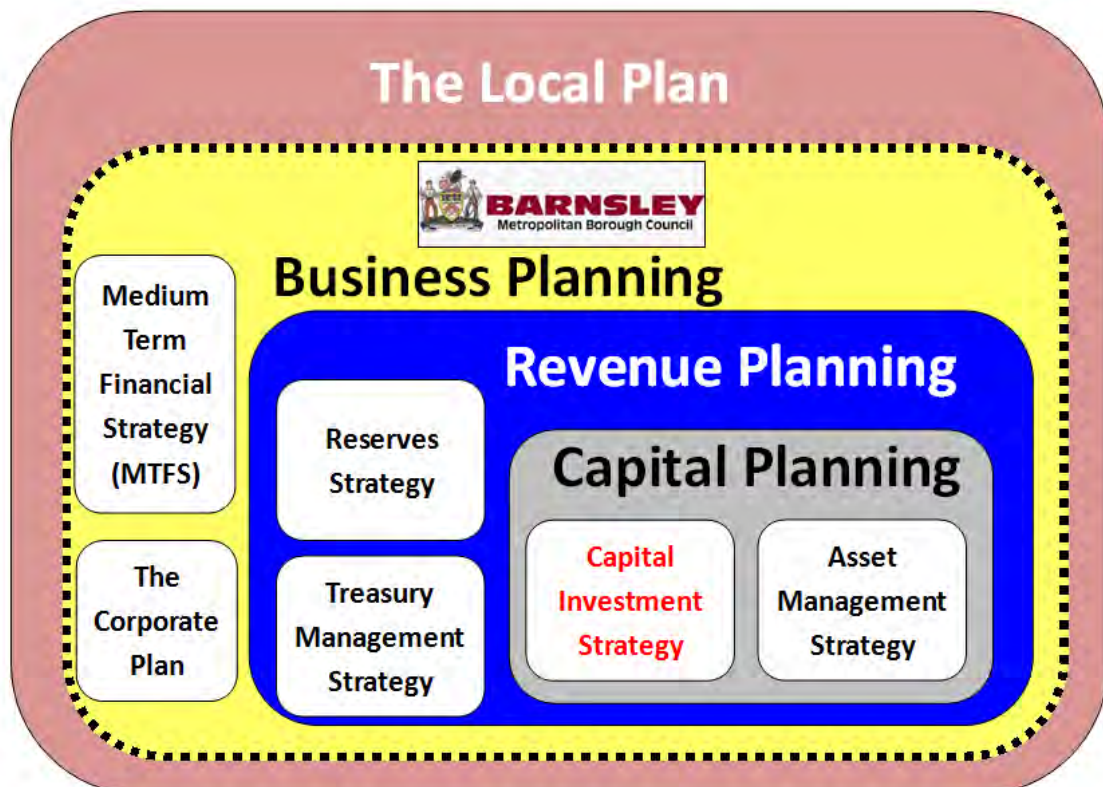 The Local Plan
BARNSLEY
Metropolitan Borough Council
Business Planning
Medium
Term
Financial
Strategy
(MTFS)
The
Corporate
Plan
Revenue Planning
Reserves
Strategy
Treasury
Management
Strategy
Capital Planning
Capital
Investment
Strategy
Asset
Management
Strategy